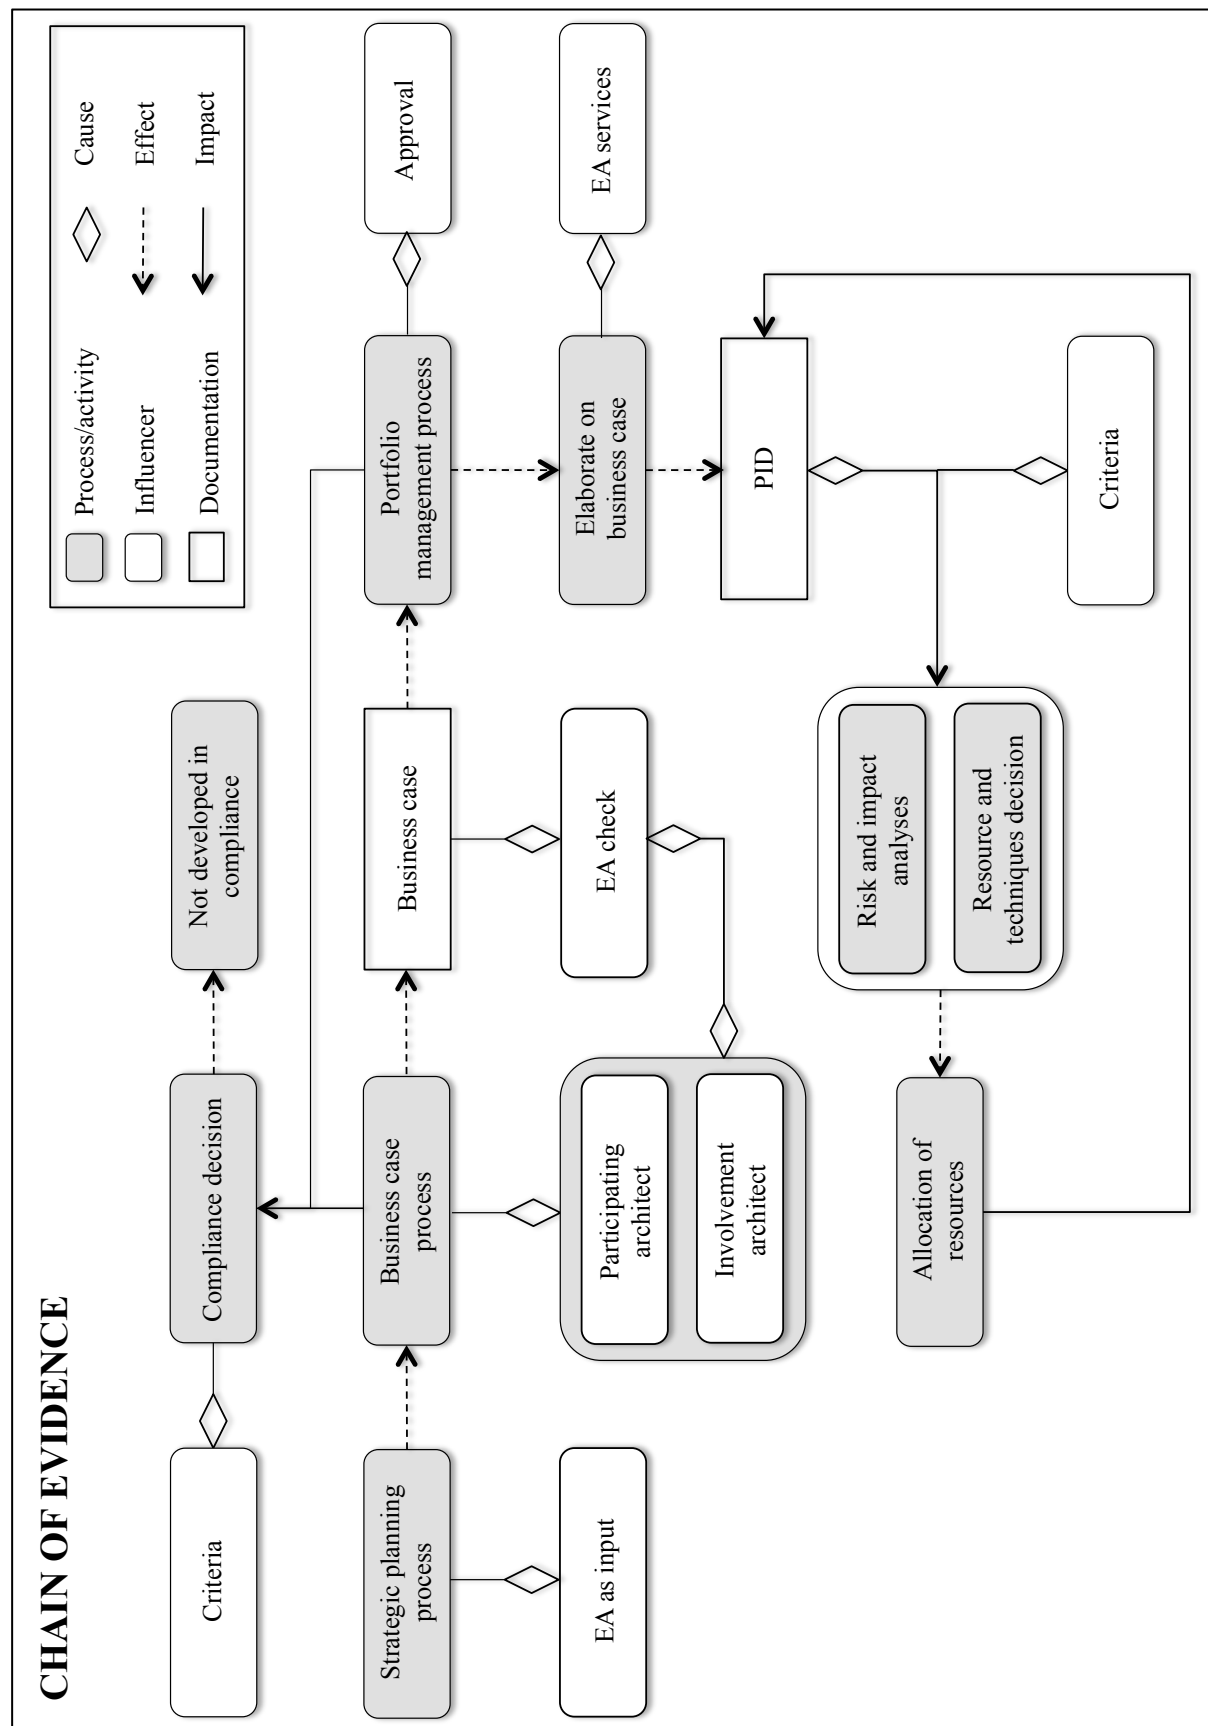 CHAIN OF EVIDENCE
Process/activity
Cause
Influencer
Effect
Documentation
Impact
Criteria
Compliance decision
Not developed in
compliance
Strategic planning
process
Business case
process
Business case
Portfolio
management process
Approval
EA as input
Participating
architect
Involvement
architect
EA check
Elaborate on
business case
EA services
PID
Allocation of
resources
Risk and impact
analyses
Resource and
techniques decision
Criteria